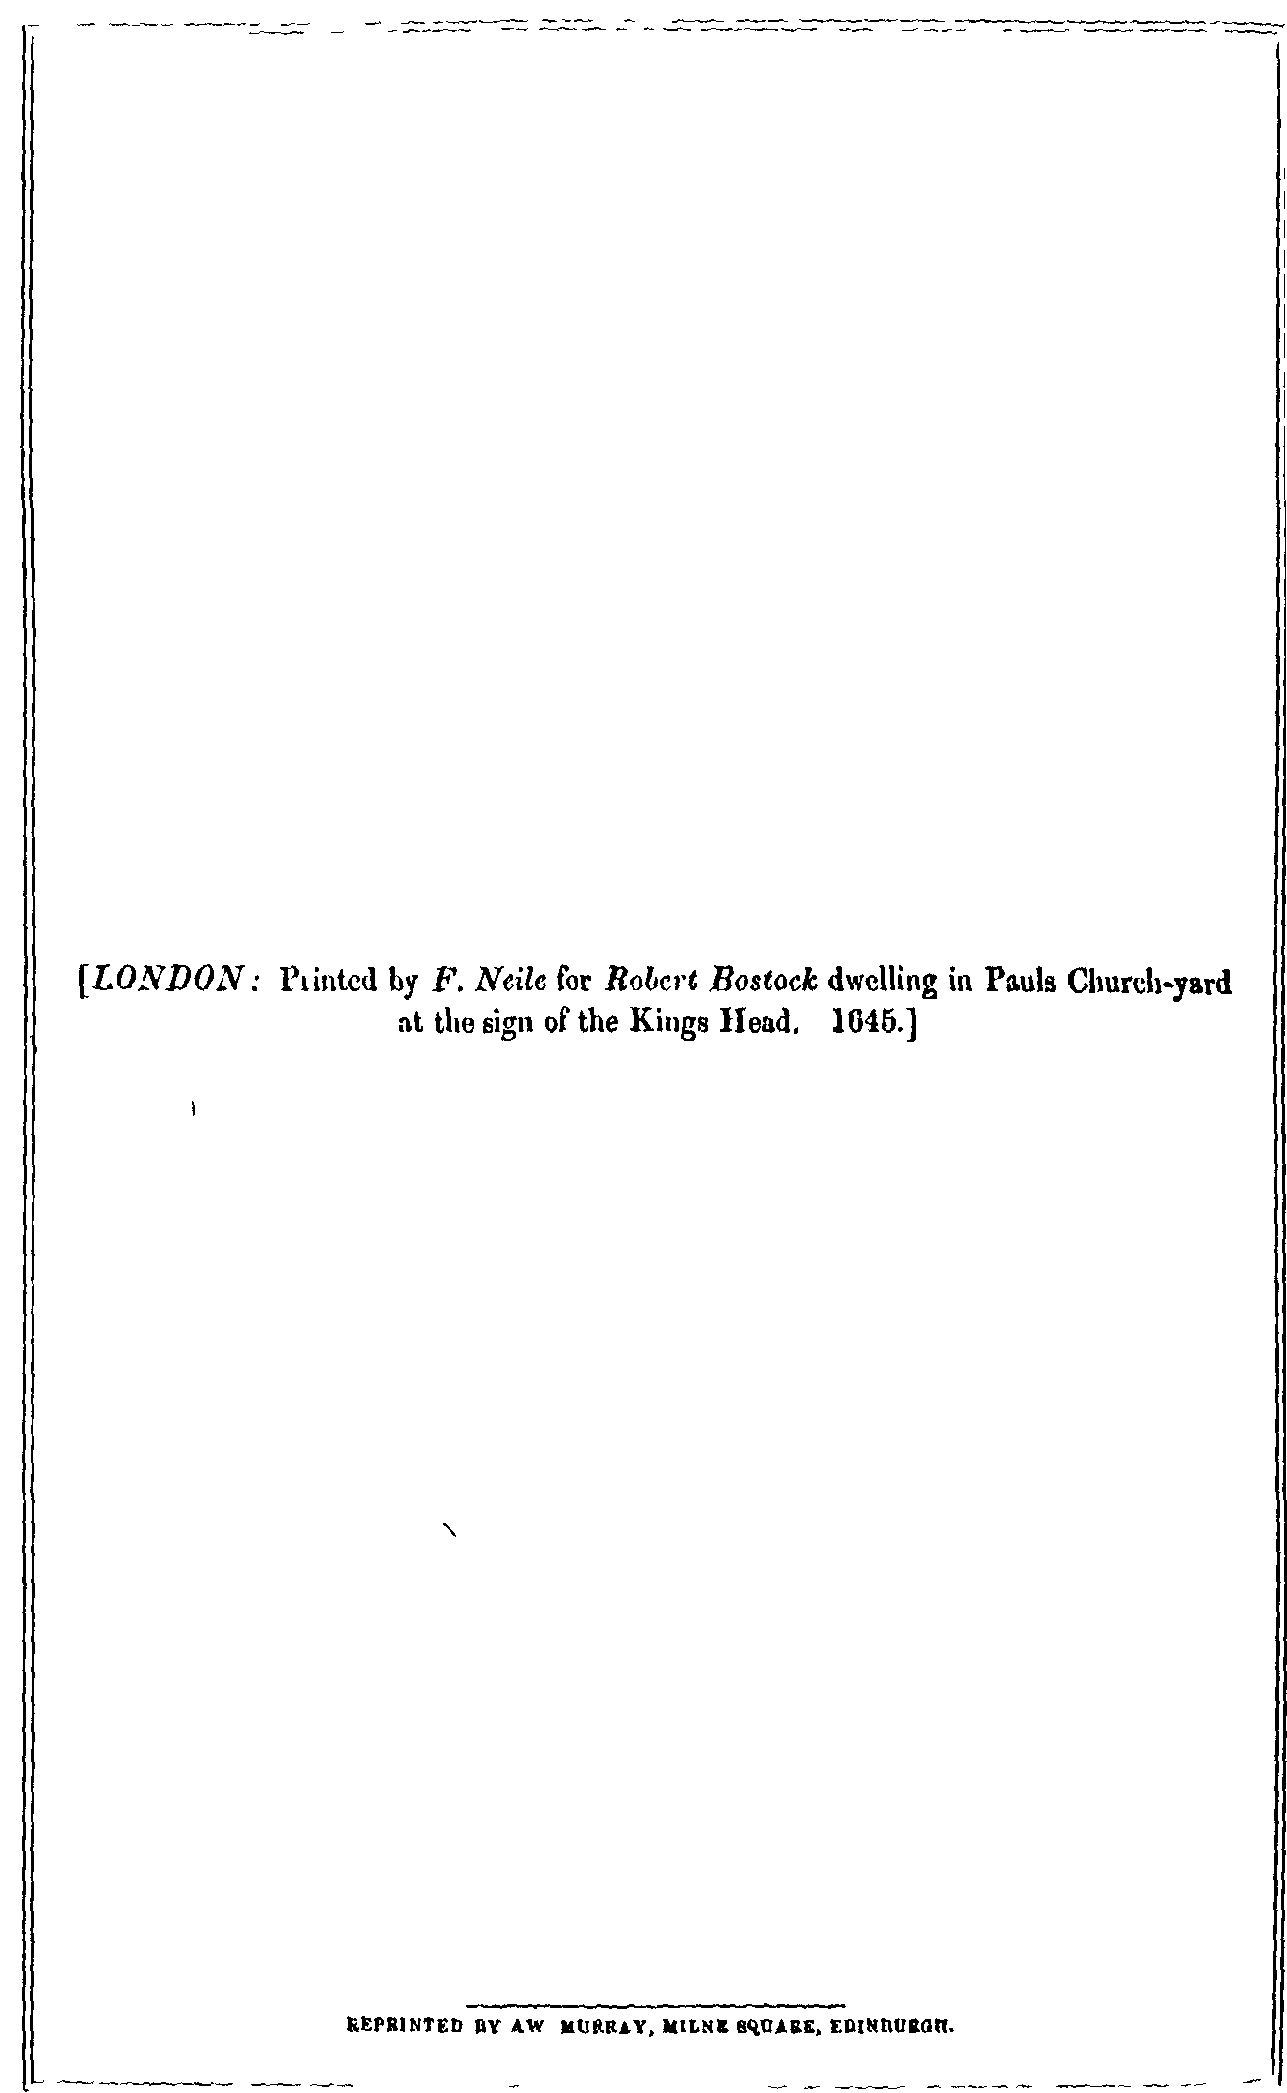 [LONDON: Printed by F. Neile for Robert Bostock dwelling in Pauls Church-yard
at the sign of the Kings Head. 1645.]
REPRINTED BY AW MURRAY, MILNE SQUARE, EDINBURGH.